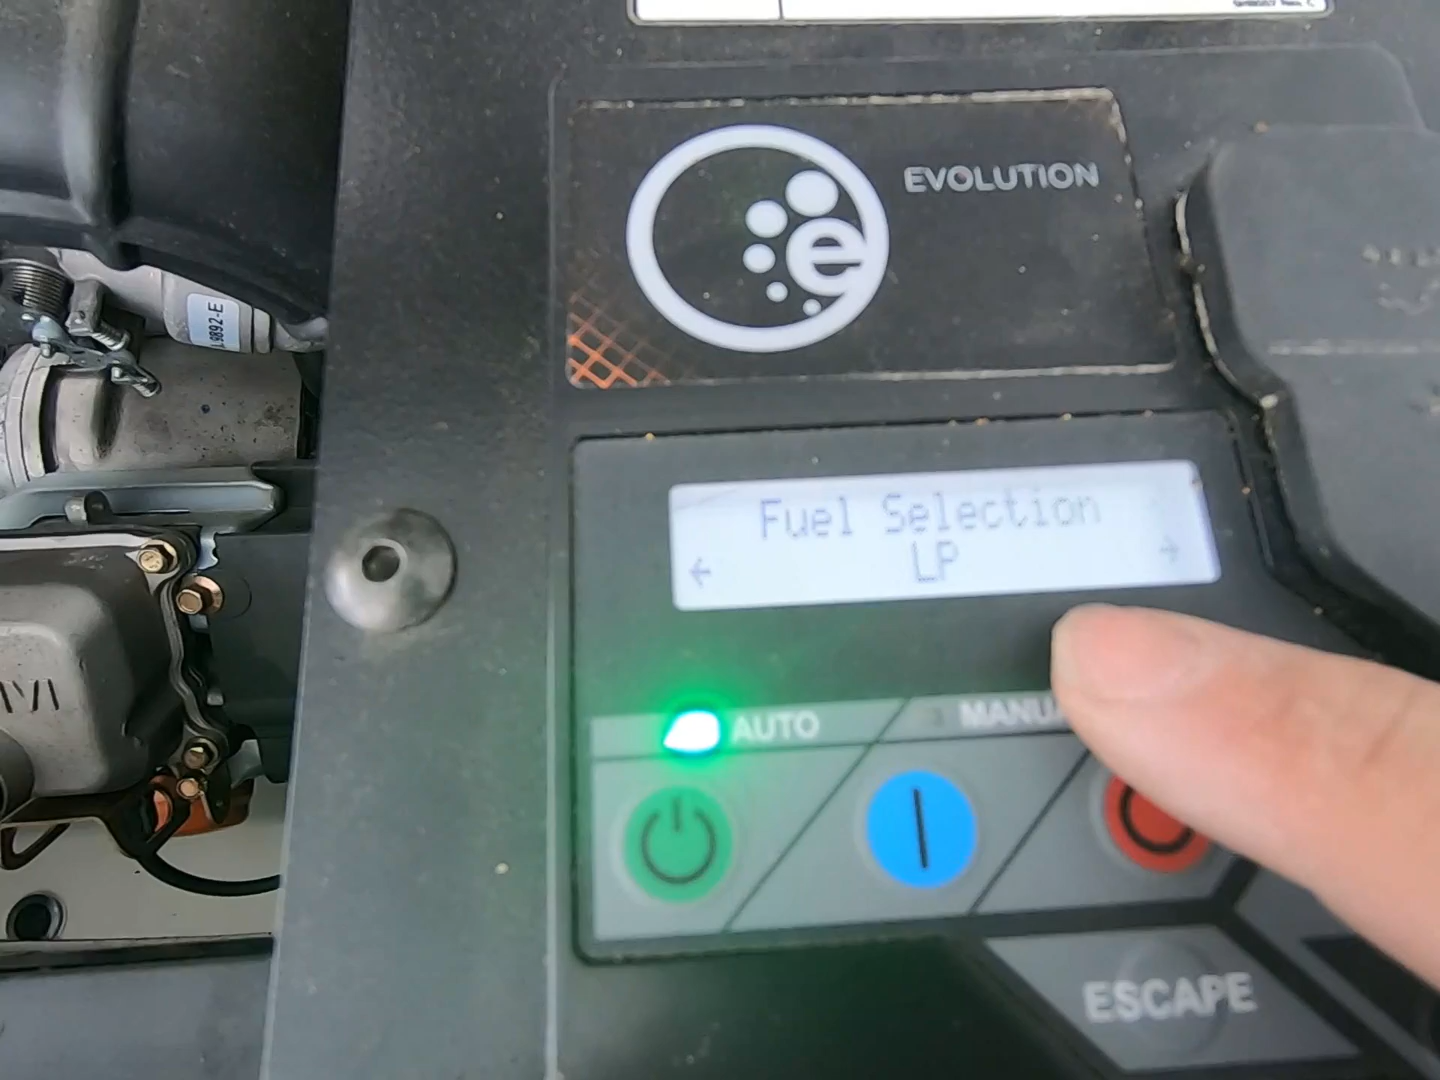 EVOLUTION
e
Fuel Selection
← LP →
AUTO
ESCAPE